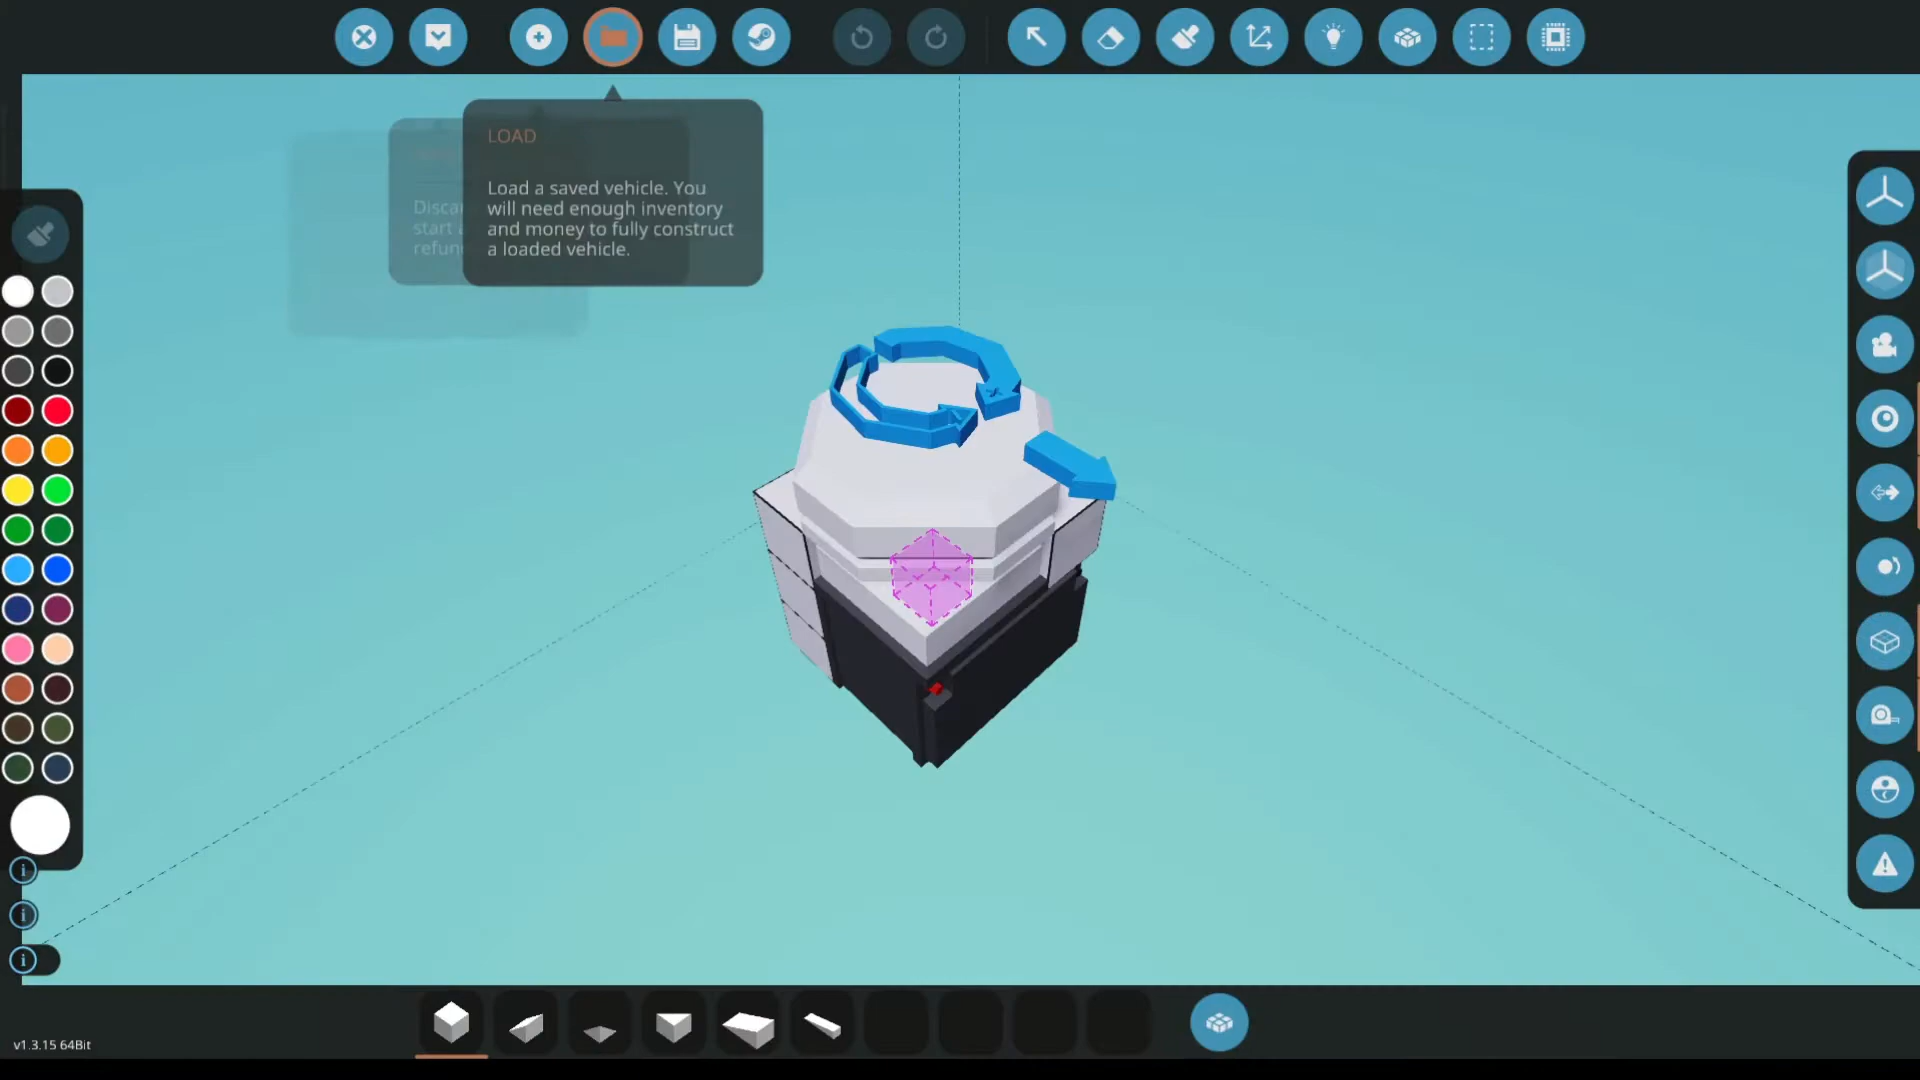 LOAD
Load a saved vehicle. You
will need enough inventory
and money to fully construct
a loaded vehicle.
start
v1.3.15 64Bit